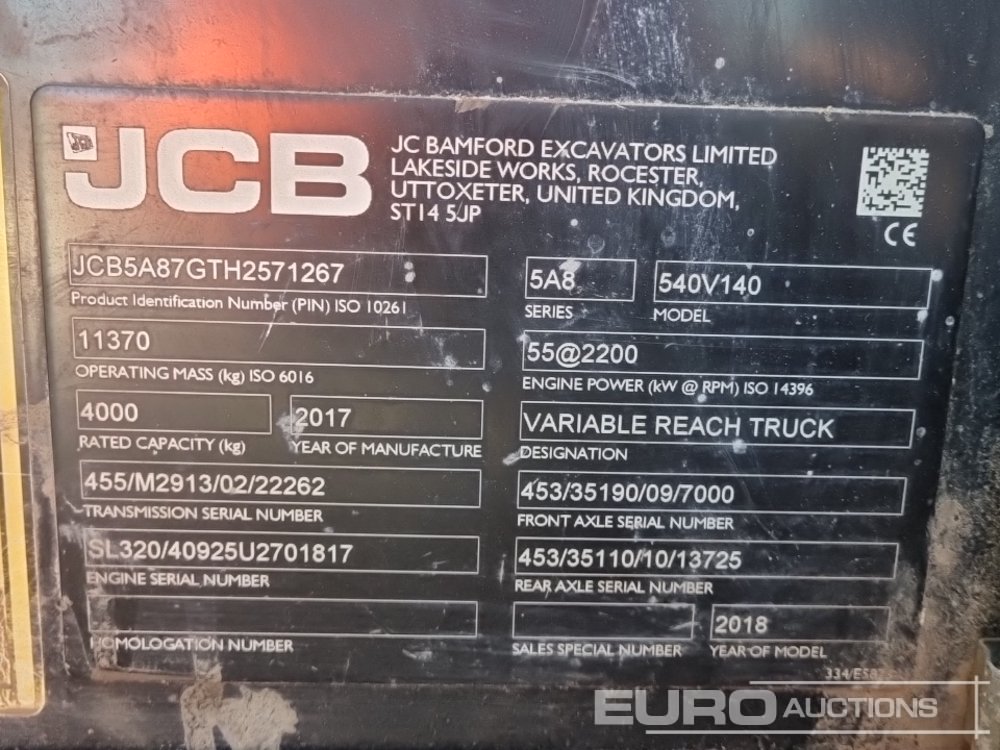 JCB
JC BAMFORD EXCAVATORS LIMITED
LAKESIDE WORKS, ROCESTER,
UTTOXETER, UNITED KINGDOM,
ST14 5JP
CE
JCB5A87GTH2571267
Product Identification Number (PIN) ISO 10261
5A8
SERIES
540V140
MODEL
11370
OPERATING MASS (kg) ISO 6016
55@2200
ENGINE POWER (kW @ RPM) ISO 14396
4000
RATED CAPACITY (kg)
2017
YEAR OF MANUFACTURE
VARIABLE REACH TRUCK
DESIGNATION
455/M2913/02/22262
TRANSMISSION SERIAL NUMBER
453/35190/09/7000
FRONT AXLE SERIAL NUMBER
SL320/40925U2701817
ENGINE SERIAL NUMBER
453/35110/10/13725
REAR AXLE SERIAL NUMBER
HOMOLOGATION NUMBER
SALES SPECIAL NUMBER
2018
YEAR OF MODEL
EURO AUCTIONS